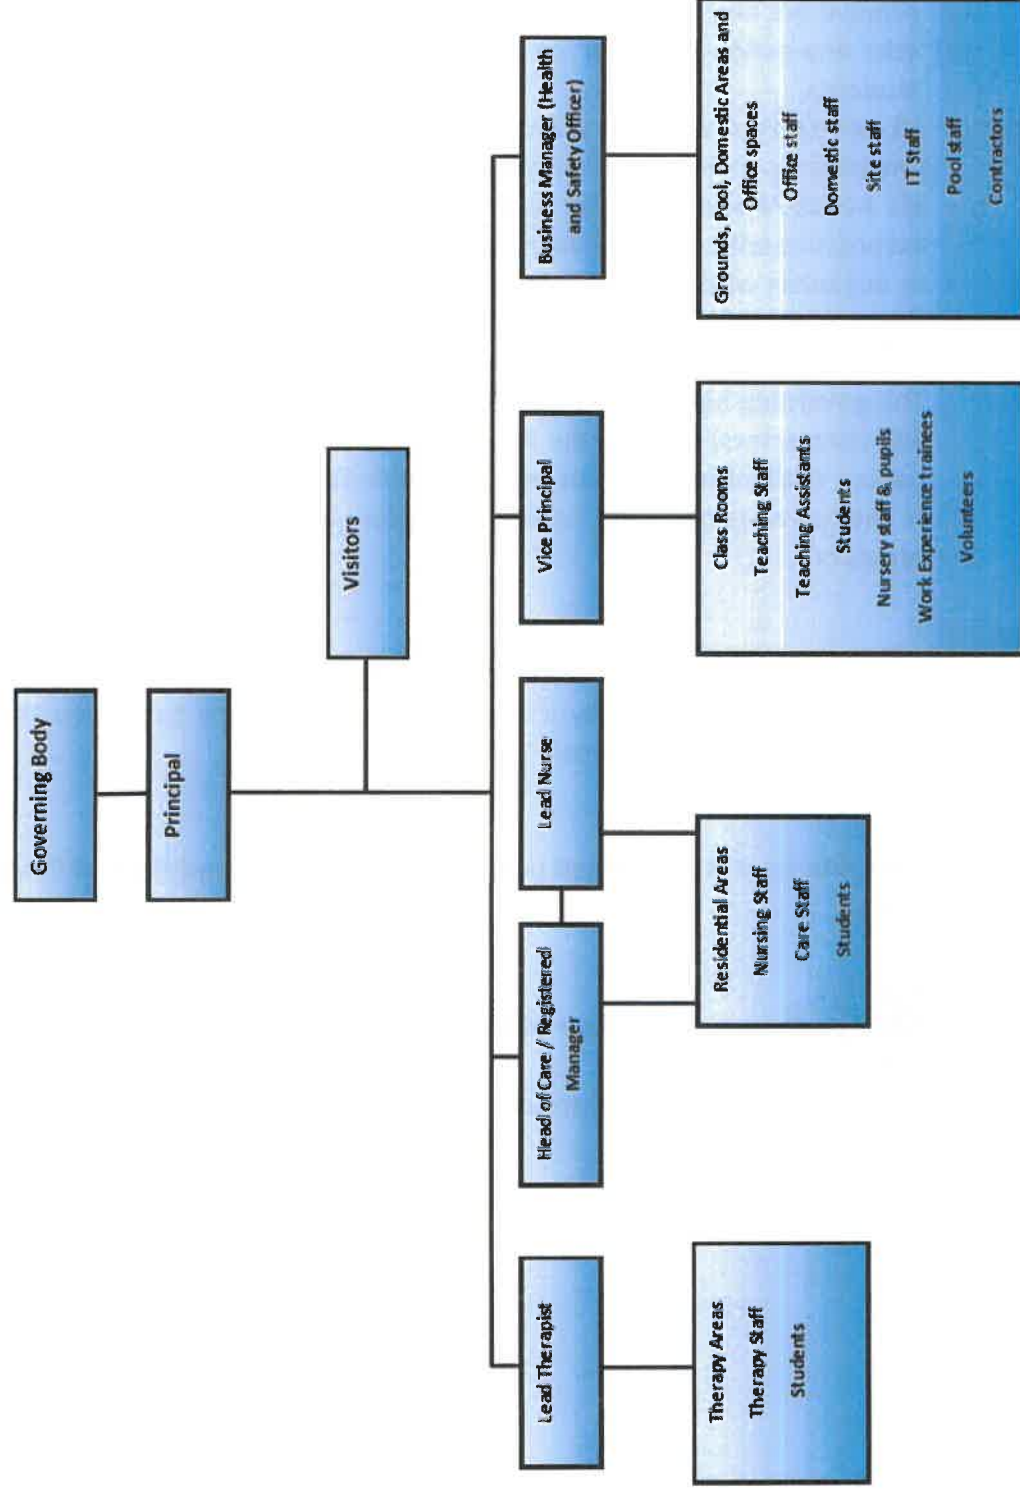 Governing Body
Principal
Visitors
Lead Therapist
Head of Care / Registered
Manager
Lead Nurse
Vice Principal
Business Manager (Health
and Safety Officer)
Therapy Areas
Therapy Staff
Students
Residential Areas
Nursing Staff
Care Staff
Students
Class Rooms
Teaching Staff
Teaching Assistants
Students
Nursery staff & pupils
Work Experience trainees
Volunteers
Grounds, Pool, Domestic Areas and
Office spaces
Office staff
Domestic staff
Site staff
IT Staff
Pool staff
Contractors